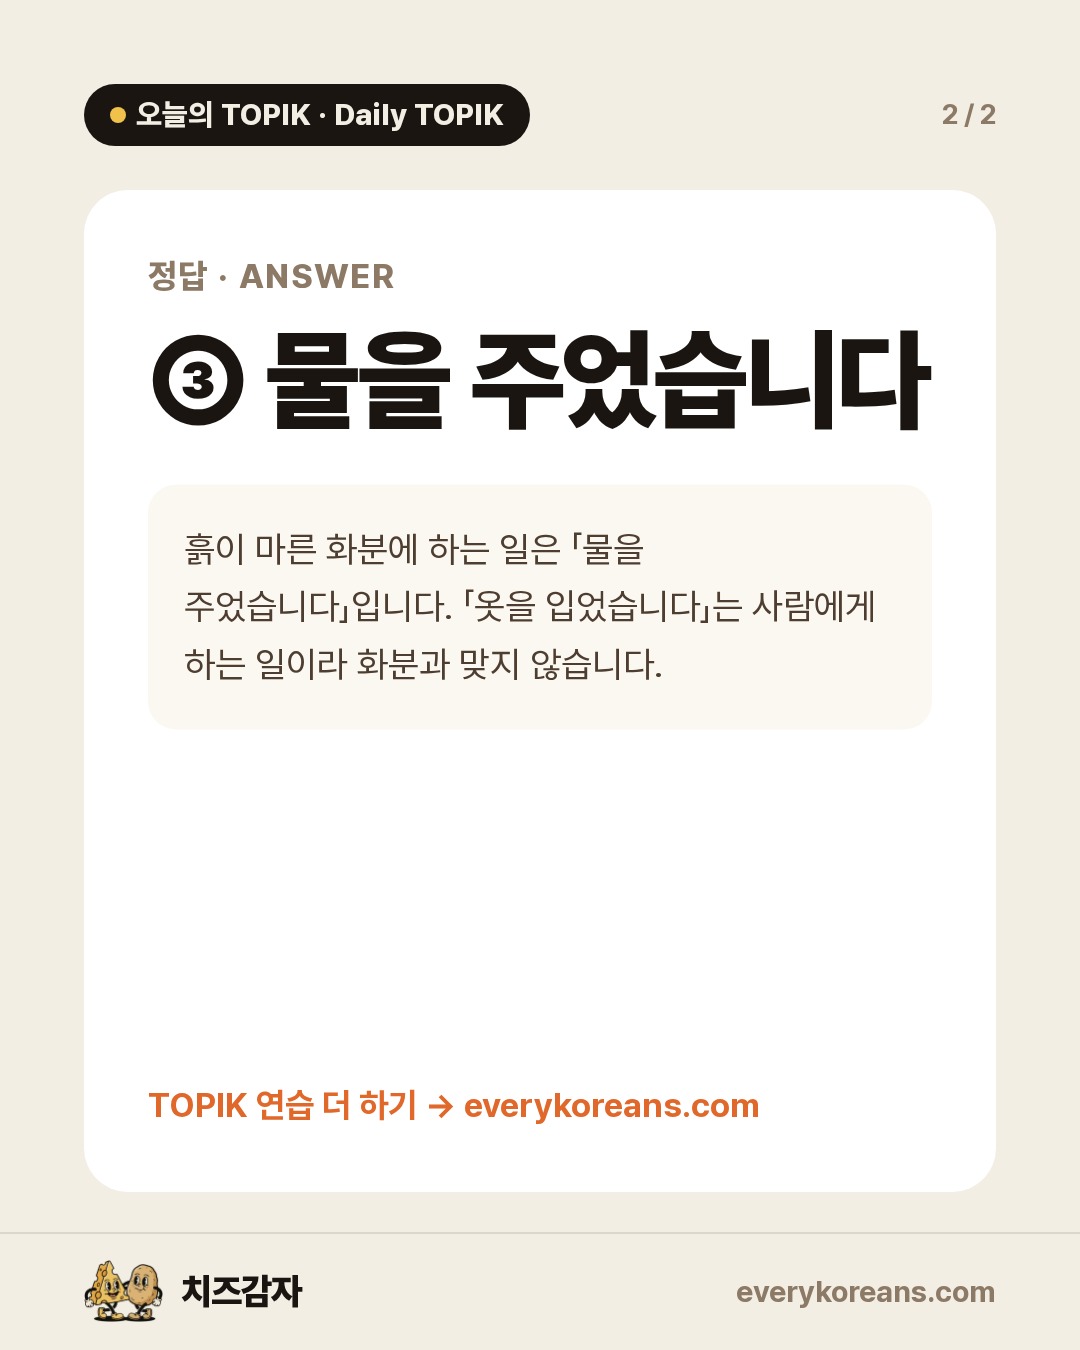 오늘의 TOPIK · Daily TOPIK
2 / 2
정답 · ANSWER
③ 물을 주었습니다
흙이 마른 화분에 하는 일은 「물을
주었습니다」입니다. 「옷을 입었습니다」는 사람에게
하는 일이라 화분과 맞지 않습니다.
TOPIK 연습 더 하기 → everykoreans.com
치즈감자
everykoreans.com